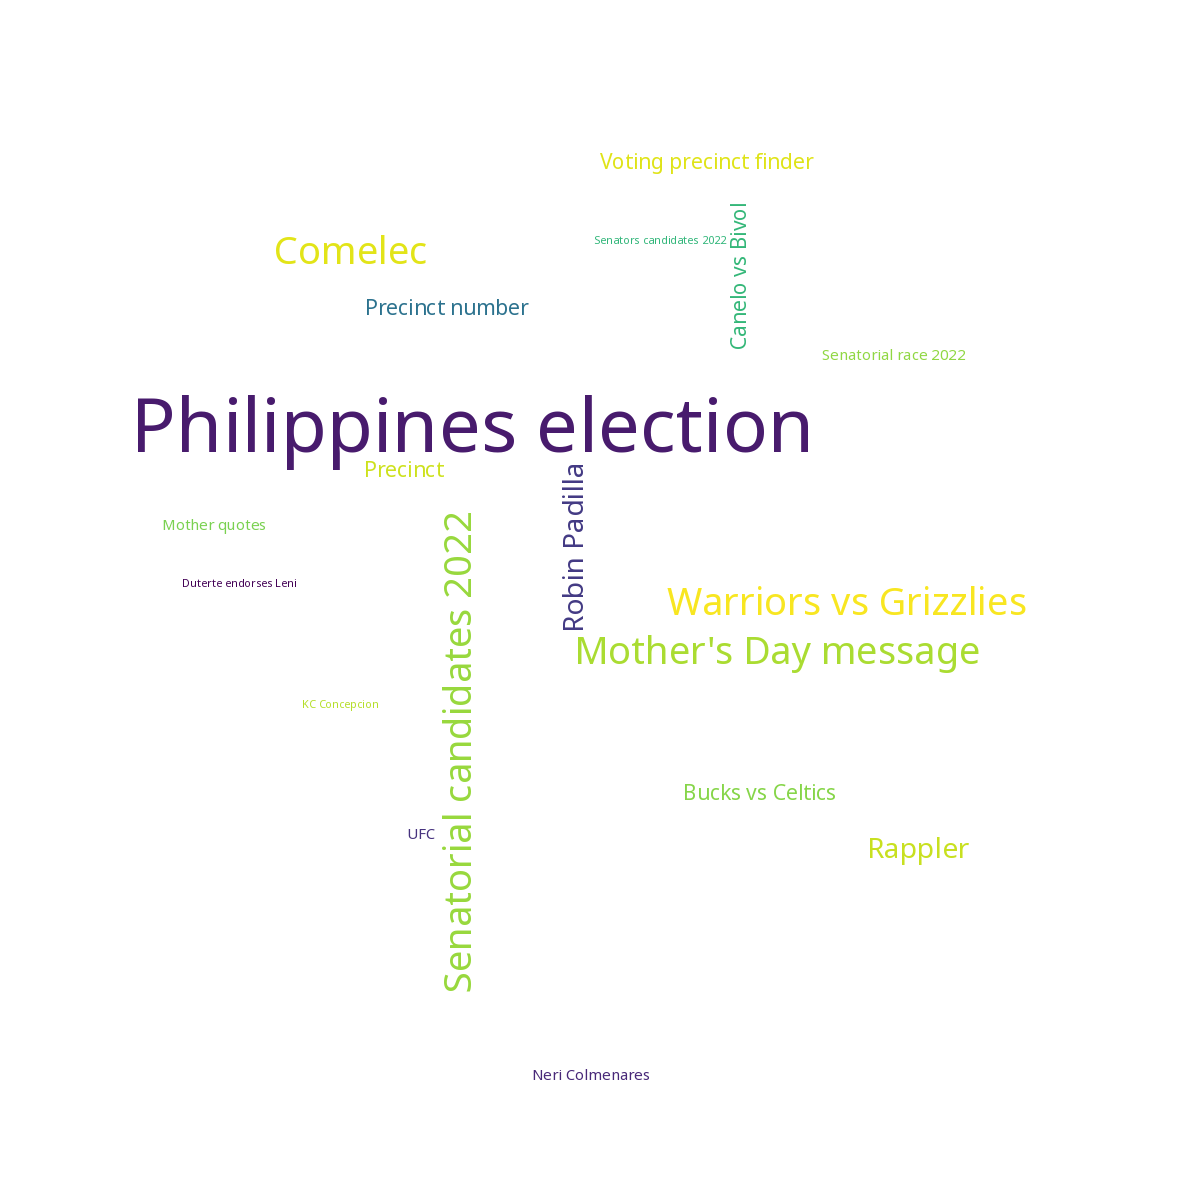 Voting precinct finder
Canelo vs Bivol
Senators candidates 2022
Comelec
Precinct number
Senatorial race 2022
Philippines election
Precinct
Robin Padilla
Senatorial candidates 2022
Mother quotes
Duterte endorses Leni
Warriors vs Grizzlies
Mother's Day message
KC Concepcion
Bucks vs Celtics
UFC
Rappler
Neri Colmenares